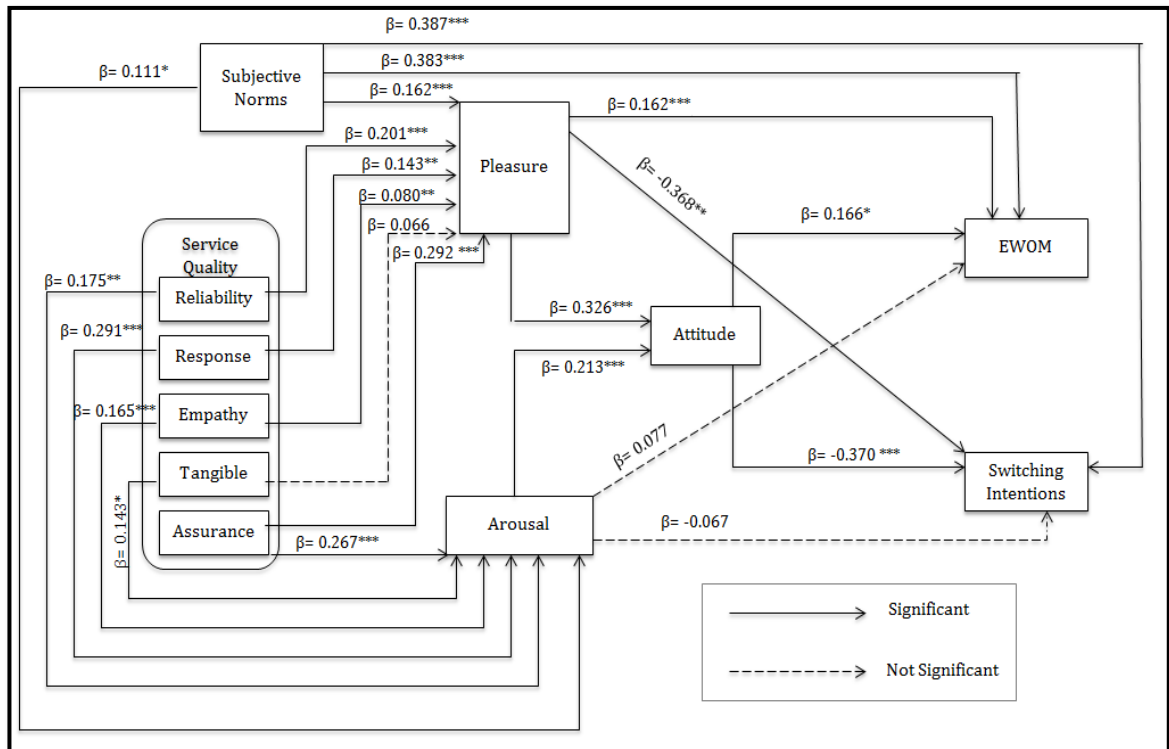 β= 0.387***
β= 0.383***
β= 0.111*
Subjective
Norms
β= 0.162***
β= 0.162***
β= 0.201***
β= 0.143**
Pleasure
β= -0.368**
β= 0.080**
β= 0.066
β= 0.166*
Service
Quality
β= 0.292 ***
EWOM
β= 0.175**
Reliability
β= 0.326***
β= 0.291***
Response
Attitude
β= 0.213***
β= 0.165***
Empathy
β= 0.077
β= -0.370 ***
Tangible
Switching
Intentions
β= 0.143*
Assurance
β= 0.267***
Arousal
β= -0.067
Significant
Not Significant